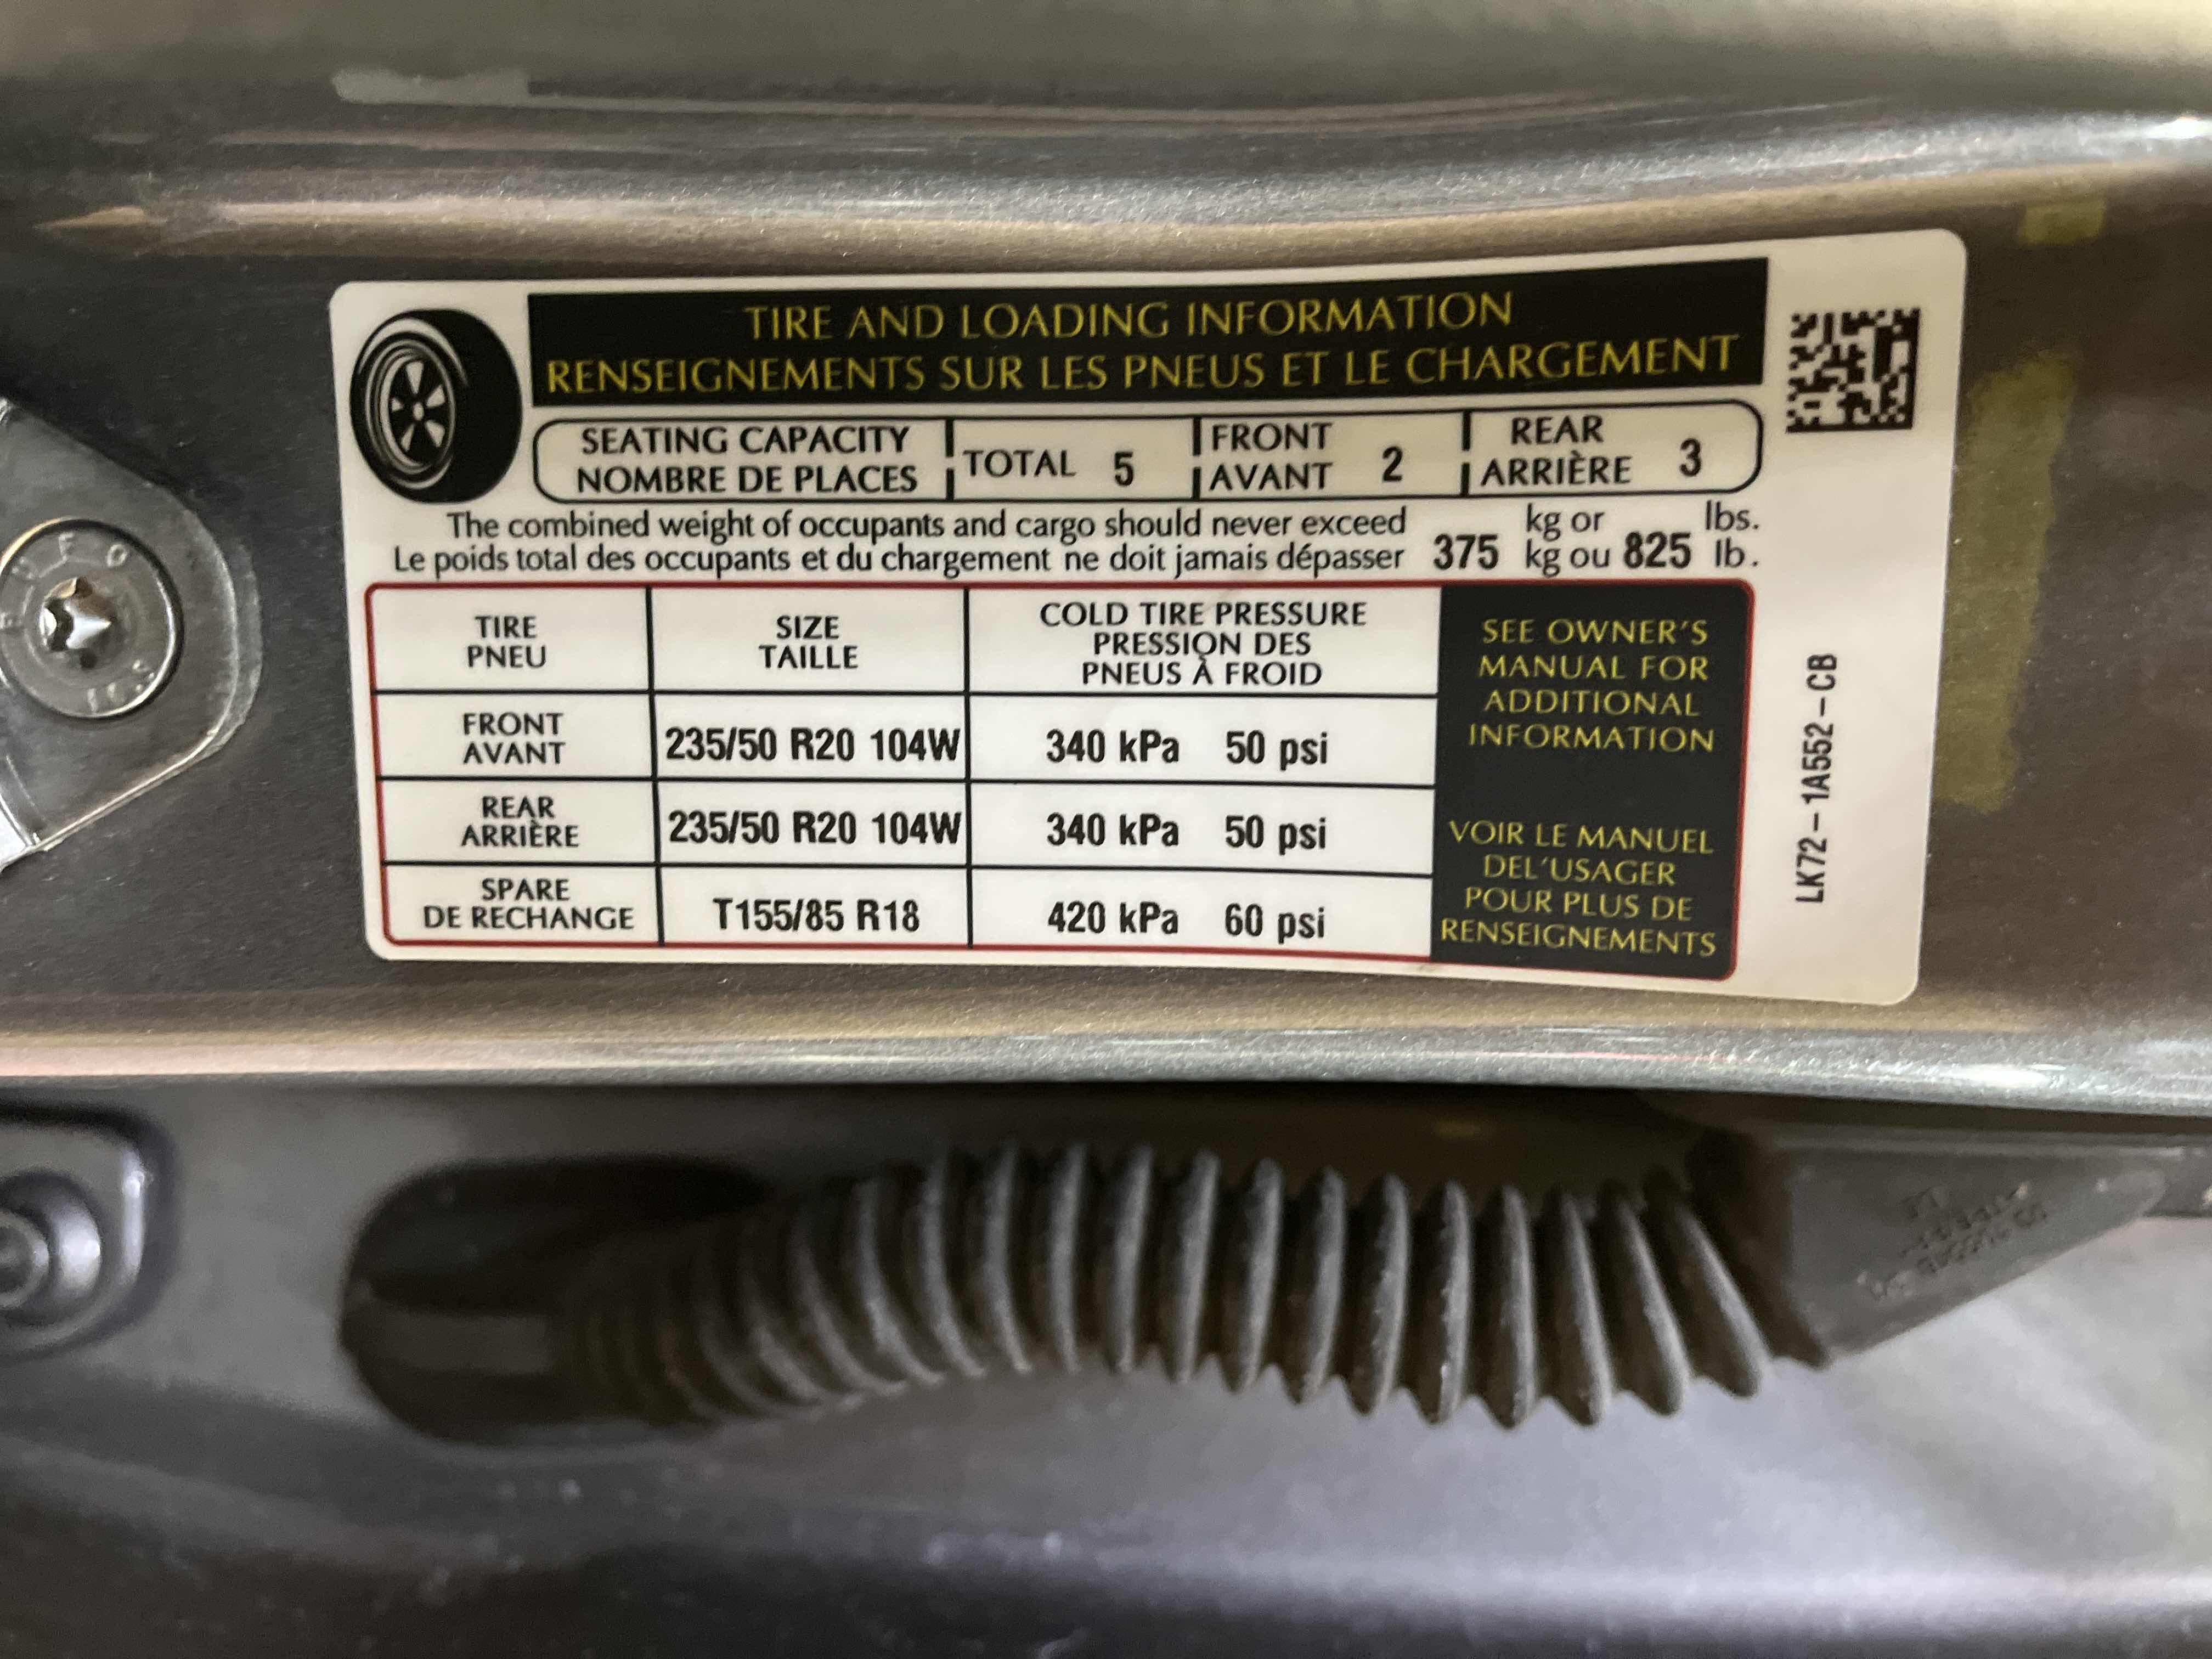 TIRE AND LOADING INFORMATION
RENSEIGNEMENTS SUR LES PNEUS ET LE CHARGEMENT
SEATING CAPACITY
NOMBRE DE PLACES
TOTAL 5
FRONT
AVANT 2
REAR
ARRIÈRE 3
The combined weight of occupants and cargo should never exceed
Le poids total des occupants et du chargement ne doit jamais dépasser
375 kg or 825 lbs.
kg ou lb.
TIRE
PNEU
SIZE
TAILLE
COLD TIRE PRESSURE
PRESSION DES
PNEUS À FROID
FRONT
AVANT
235/50 R20 104W
340 kPa 50 psi
REAR
ARRIÈRE
235/50 R20 104W
340 kPa 50 psi
SPARE
DE RECHANGE
T155/85 R18
420 kPa 60 psi
SEE OWNER'S
MANUAL FOR
ADDITIONAL
INFORMATION
VOIR LE MANUEL
DEL'USAGER
POUR PLUS DE
RENSEIGNEMENTS
LK72-1A552-CB